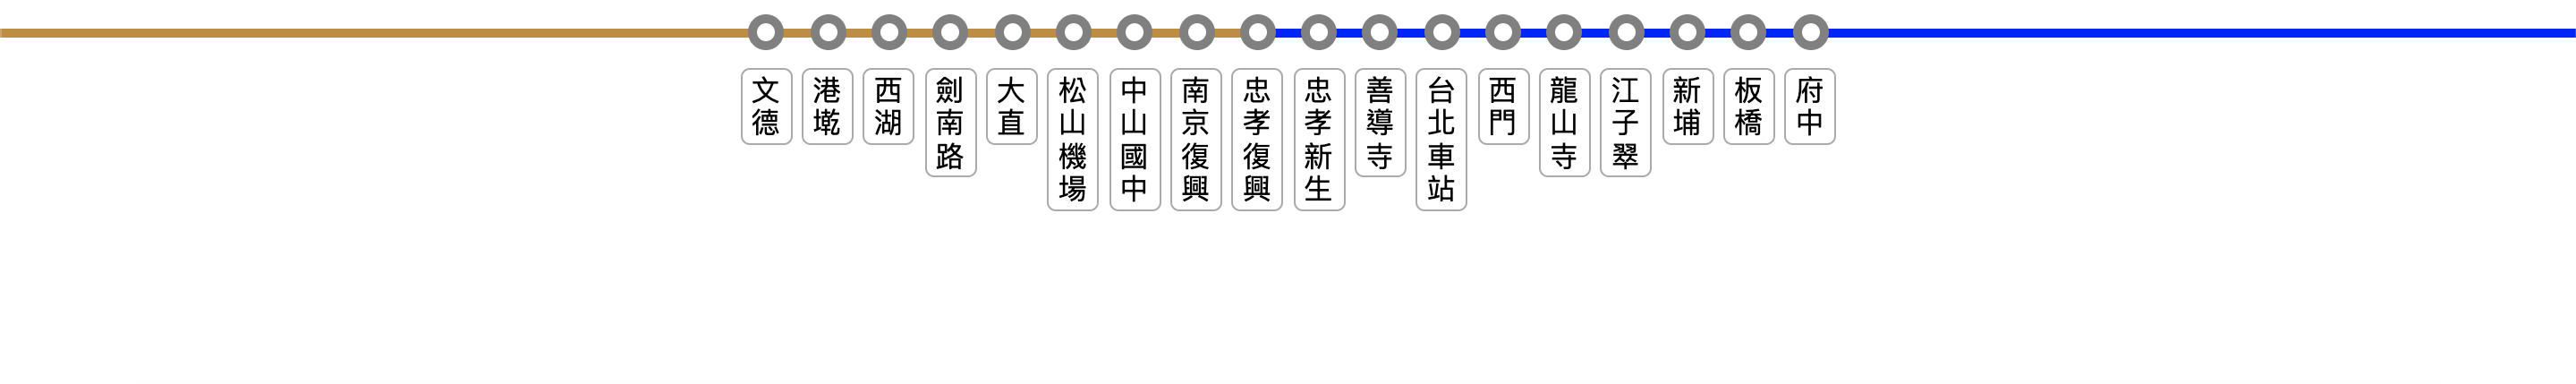 文德
港墘
西湖
劍南路
大直
松山機場
中山國中
南京復興
忠孝復興
忠孝新生
善導寺
台北車站
西門
龍山寺
江子翠
新埔
板橋
府中